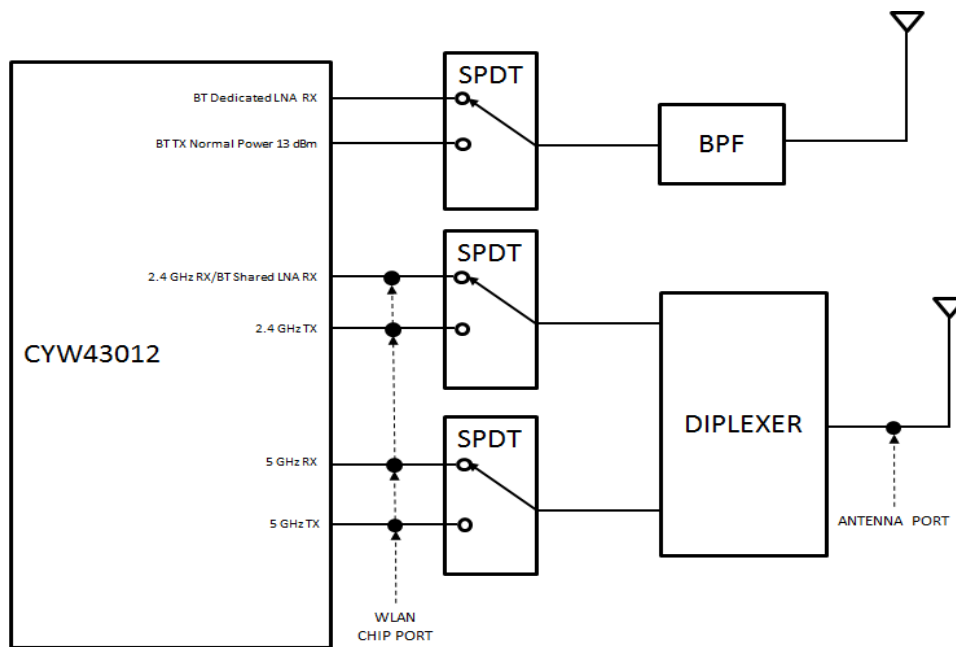 SPDT
BT Dedicated LNA RX
BT TX Normal Power 13 dBm
BPF
SPDT
2.4 GHz RX/BT Shared LNA RX
2.4 GHz TX
CYW43012
DIPLEXER
SPDT
5 GHz RX
5 GHz TX
ANTENNA PORT
WLAN
CHIP PORT